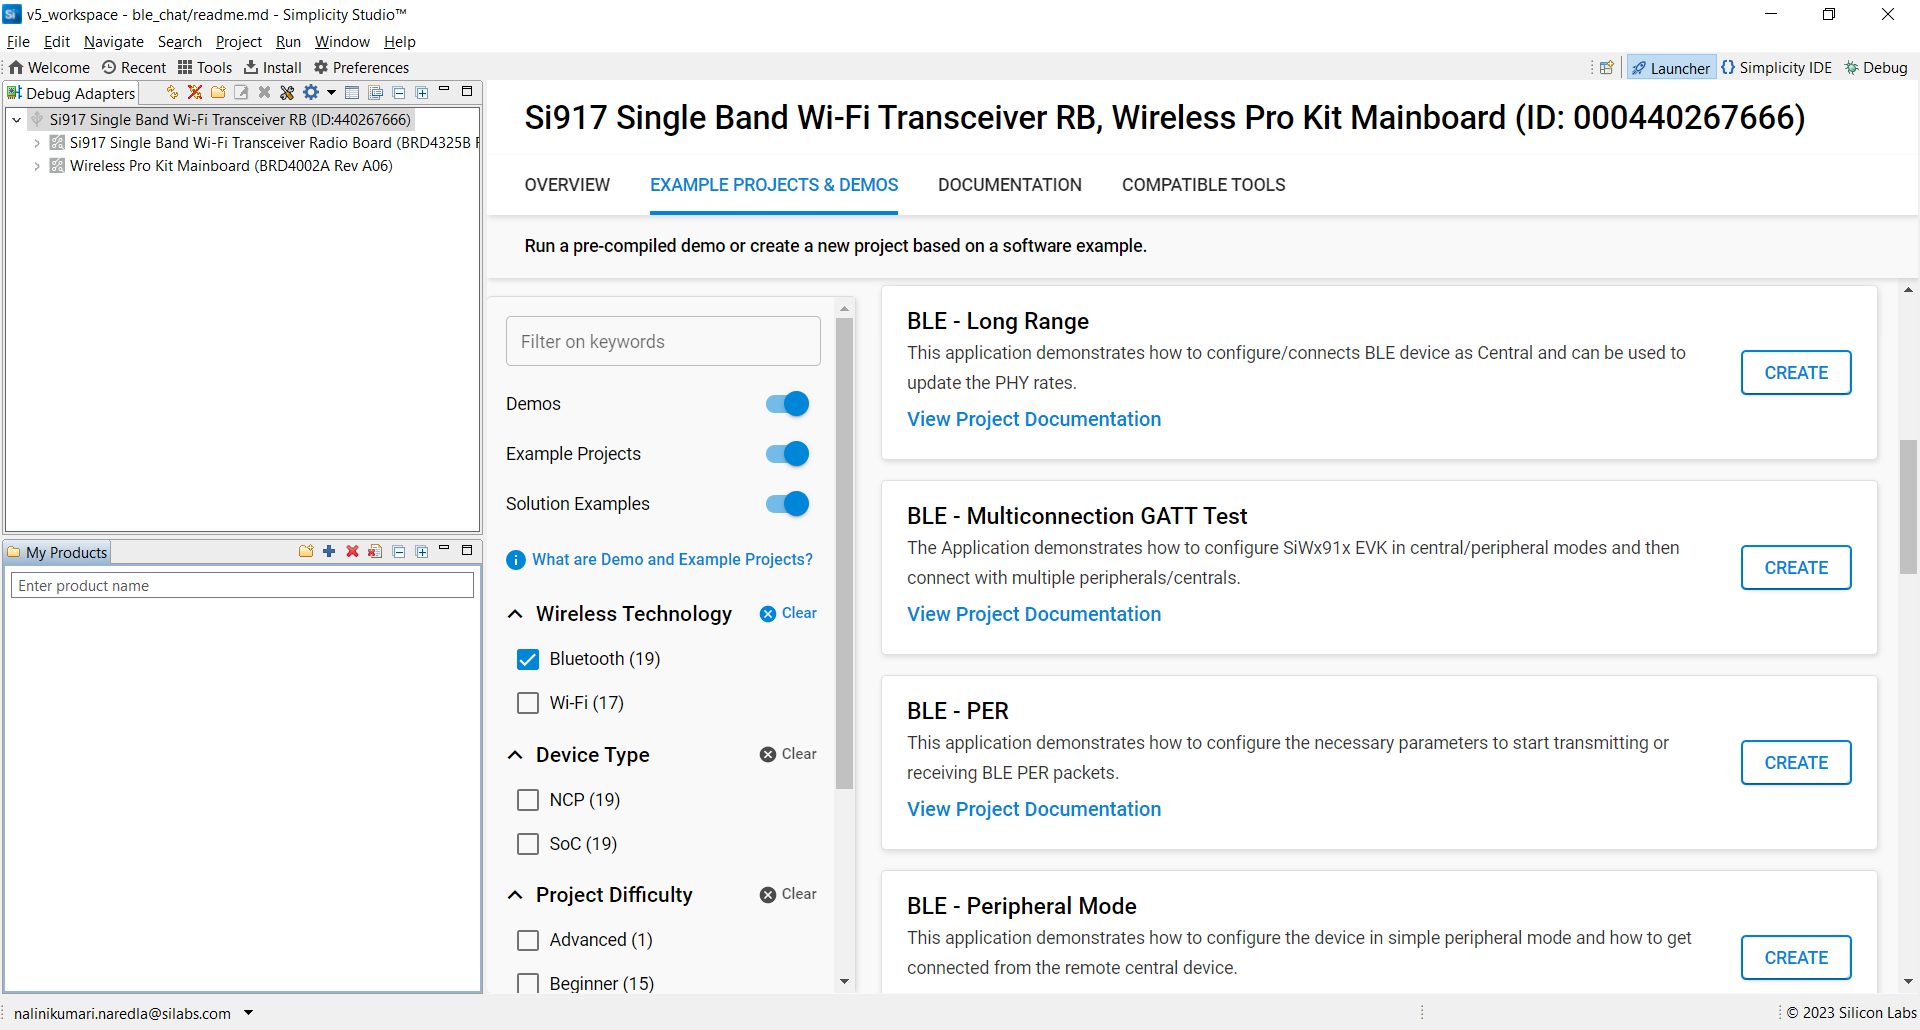 v5_workspace - ble_chat/readme.md - Simplicity Studio™
File Edit Navigate Search Project Run Window Help
Welcome Recent Tools Install Preferences
Launcher Simplicity IDE Debug
Debug Adapters
Si917 Single Band Wi-Fi Transceiver RB (ID:440267666)
Si917 Single Band Wi-Fi Transceiver Radio Board (BRD4325B
Wireless Pro Kit Mainboard (BRD4002A Rev A06)
My Products
Enter product name
Si917 Single Band Wi-Fi Transceiver RB, Wireless Pro Kit Mainboard (ID: 000440267666)
OVERVIEW EXAMPLE PROJECTS & DEMOS DOCUMENTATION COMPATIBLE TOOLS
Run a pre-compiled demo or create a new project based on a software example.
Filter on keywords
Demos
Example Projects
Solution Examples
What are Demo and Example Projects?
Wireless Technology Clear
Bluetooth (19)
Wi-Fi (17)
Device Type Clear
NCP (19)
SoC (19)
Project Difficulty Clear
Advanced (1)
Beginner (15)
BLE - Long Range
This application demonstrates how to configure/connects BLE device as Central and can be used to
update the PHY rates.
View Project Documentation
CREATE
BLE - Multiconnection GATT Test
The Application demonstrates how to configure SiWx91x EVK in central/peripheral modes and then
connect with multiple peripherals/centrals.
View Project Documentation
CREATE
BLE - PER
This application demonstrates how to configure the necessary parameters to start transmitting or
receiving BLE PER packets.
View Project Documentation
CREATE
BLE - Peripheral Mode
This application demonstrates how to configure the device in simple peripheral mode and how to get
connected from the remote central device.
CREATE
nalinikumari.naredla@silabs.com
© 2023 Silicon Labs